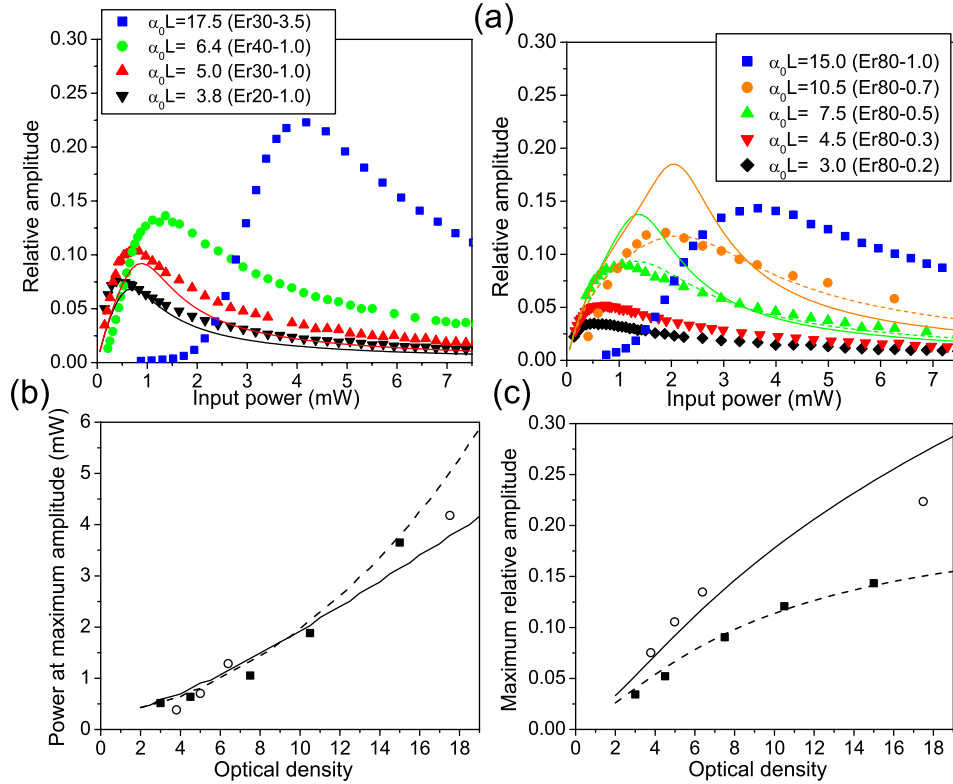 α₀L=17.5 (Er30-3.5)
α₀L= 6.4 (Er40-1.0)
α₀L= 5.0 (Er30-1.0)
α₀L= 3.8 (Er20-1.0)
(a)
α₀L=15.0 (Er80-1.0)
α₀L=10.5 (Er80-0.7)
α₀L= 7.5 (Er80-0.5)
α₀L= 4.5 (Er80-0.3)
α₀L= 3.0 (Er80-0.2)
Relative amplitude
0.30
0.25
0.20
0.15
0.10
0.05
0.00
0 1 2 3 4 5 6 7
Input power (mW)
Relative amplitude
0.30
0.25
0.20
0.15
0.10
0.05
0.00
0 1 2 3 4 5 6 7
Input power (mW)
(b)
Power at maximum amplitude (mW)
6
5
4
3
2
1
0
0 2 4 6 8 10 12 14 16 18
Optical density
(c)
Maximum relative amplitude
0.30
0.25
0.20
0.15
0.10
0.05
0.00
0 2 4 6 8 10 12 14 16 18
Optical density